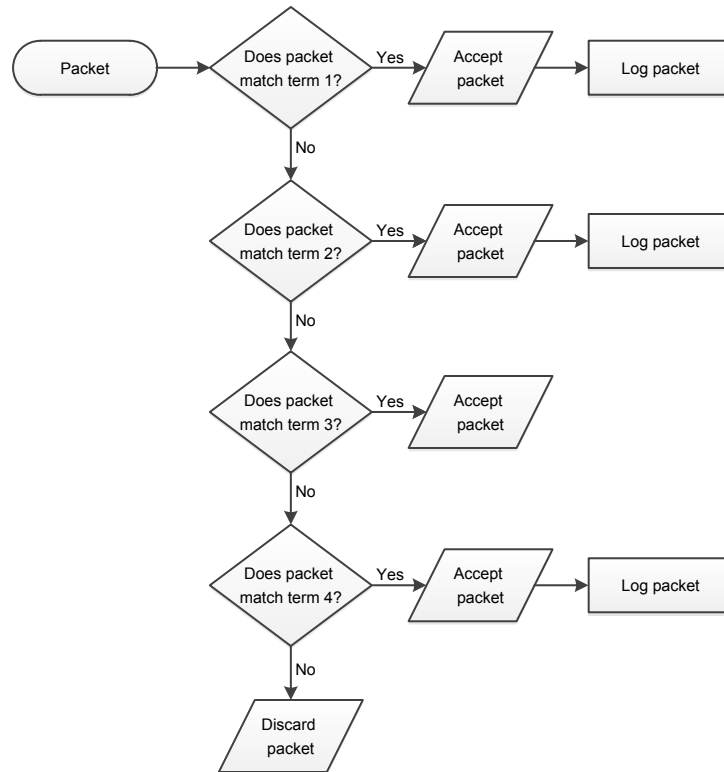 Packet
Does packet
match term 1?
Yes
Accept
packet
Log packet
No
Does packet
match term 2?
Yes
Accept
packet
Log packet
No
Does packet
match term 3?
Yes
Accept
packet
No
Does packet
match term 4?
Yes
Accept
packet
Log packet
No
Discard
packet